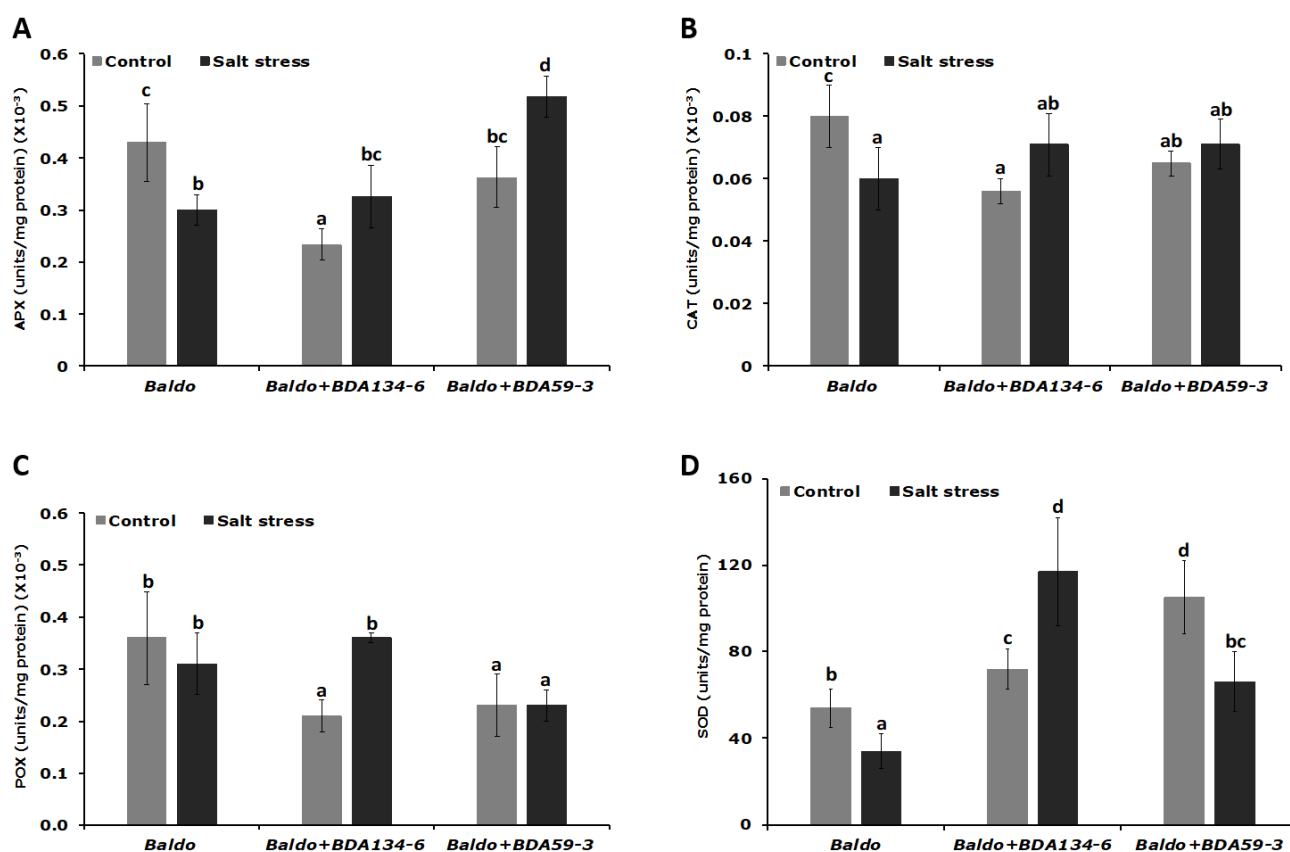 A
B
0.6
0.5
0.4
0.3
0.2
0.1
0
APX (units/mg protein) (X10⁻³)
Control Salt stress
c
b
a
bc
bc
d
Baldo Baldo+BDA134-6 Baldo+BDA59-3
0.1
0.08
0.06
0.04
0.02
0
CAT (units/mg protein) (X10⁻³)
Control Salt stress
c
a
a
ab
ab
ab
Baldo Baldo+BDA134-6 Baldo+BDA59-3
C
D
0.6
0.5
0.4
0.3
0.2
0.1
0.0
POX (units/mg protein) (X10⁻³)
Control Salt stress
b
b
a
b
a
a
Baldo Baldo+BDA134-6 Baldo+BDA59-3
160
120
80
40
0
SOD (units/mg protein)
Control Salt stress
b
a
c
d
d
bc
Baldo Baldo+BDA134-6 Baldo+BDA59-3